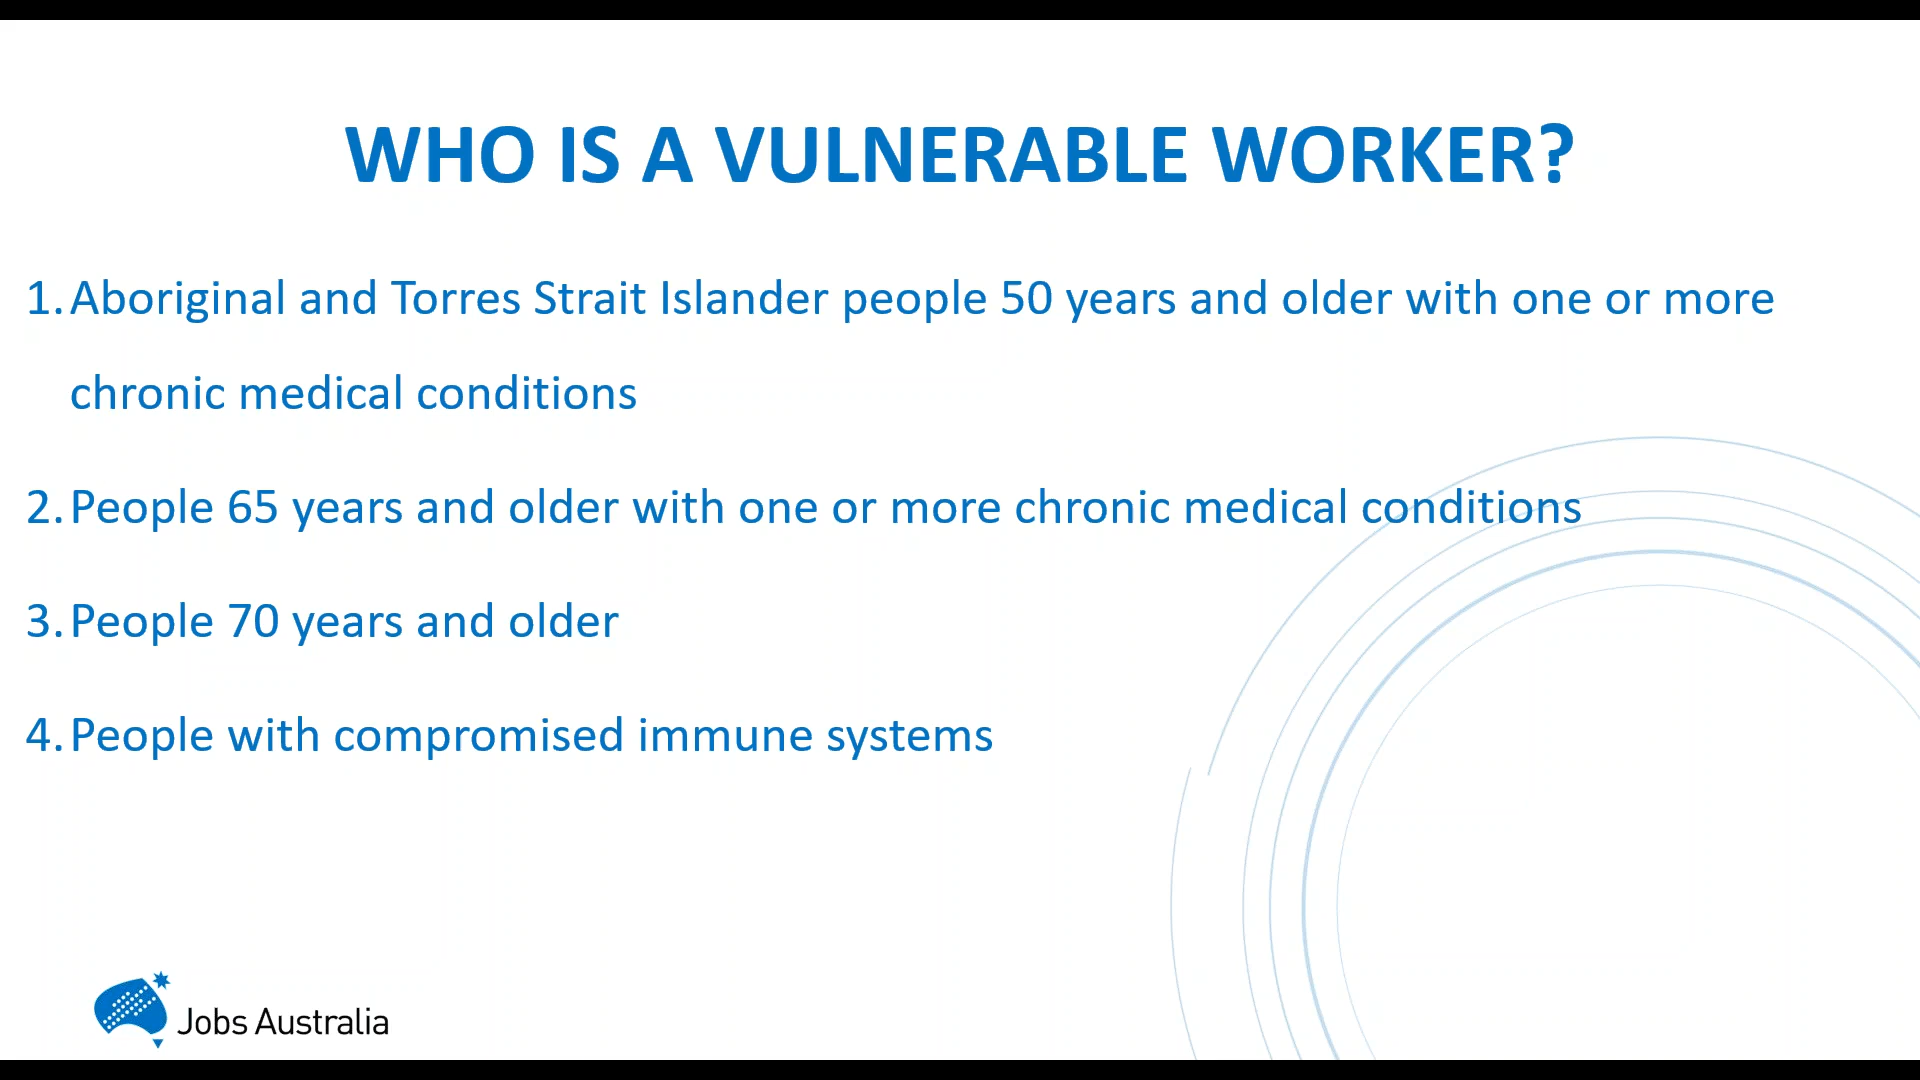 WHO IS A VULNERABLE WORKER?
1. Aboriginal and Torres Strait Islander people 50 years and older with one or more
chronic medical conditions
2. People 65 years and older with one or more chronic medical conditions
3. People 70 years and older
4. People with compromised immune systems
Jobs Australia